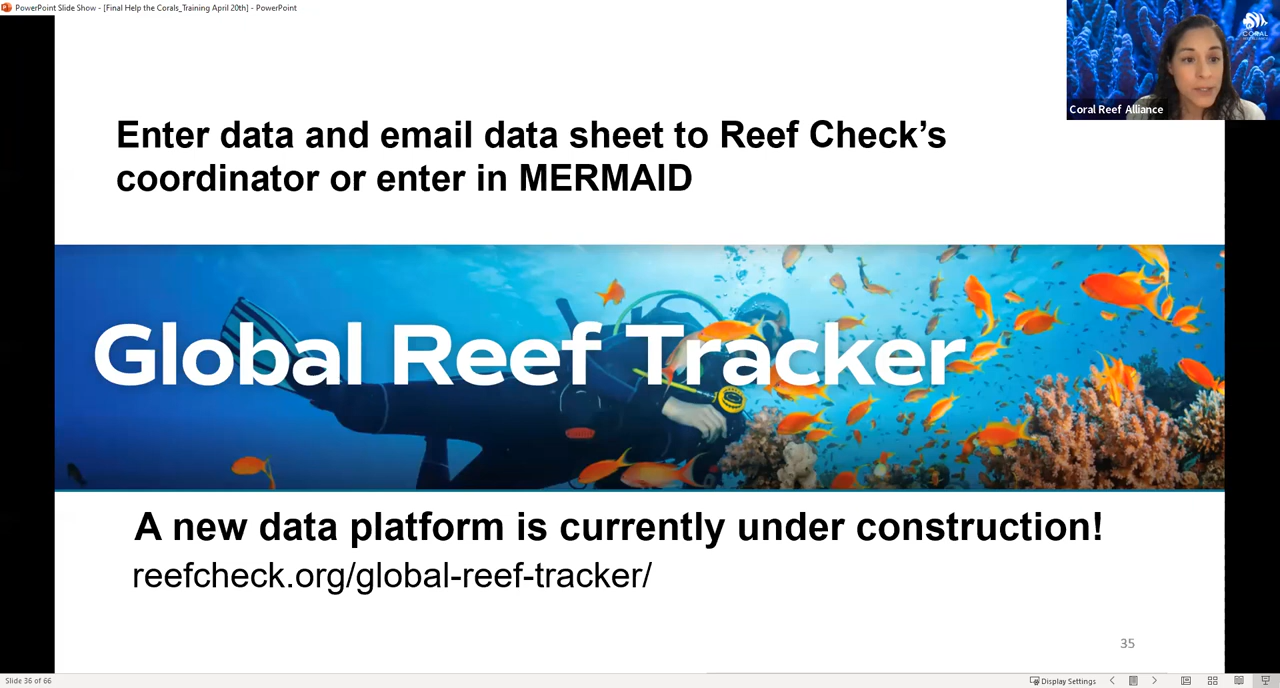 PowerPoint Slide Show - [Final Help the Corals_Training April 20th] - PowerPoint
CORAL
Coral Reef Alliance
Enter data and email data sheet to Reef Check’s
coordinator or enter in MERMAID
Global Reef Tracker
A new data platform is currently under construction!
reefcheck.org/global-reef-tracker/
35
Slide 36 of 66
Display Settings